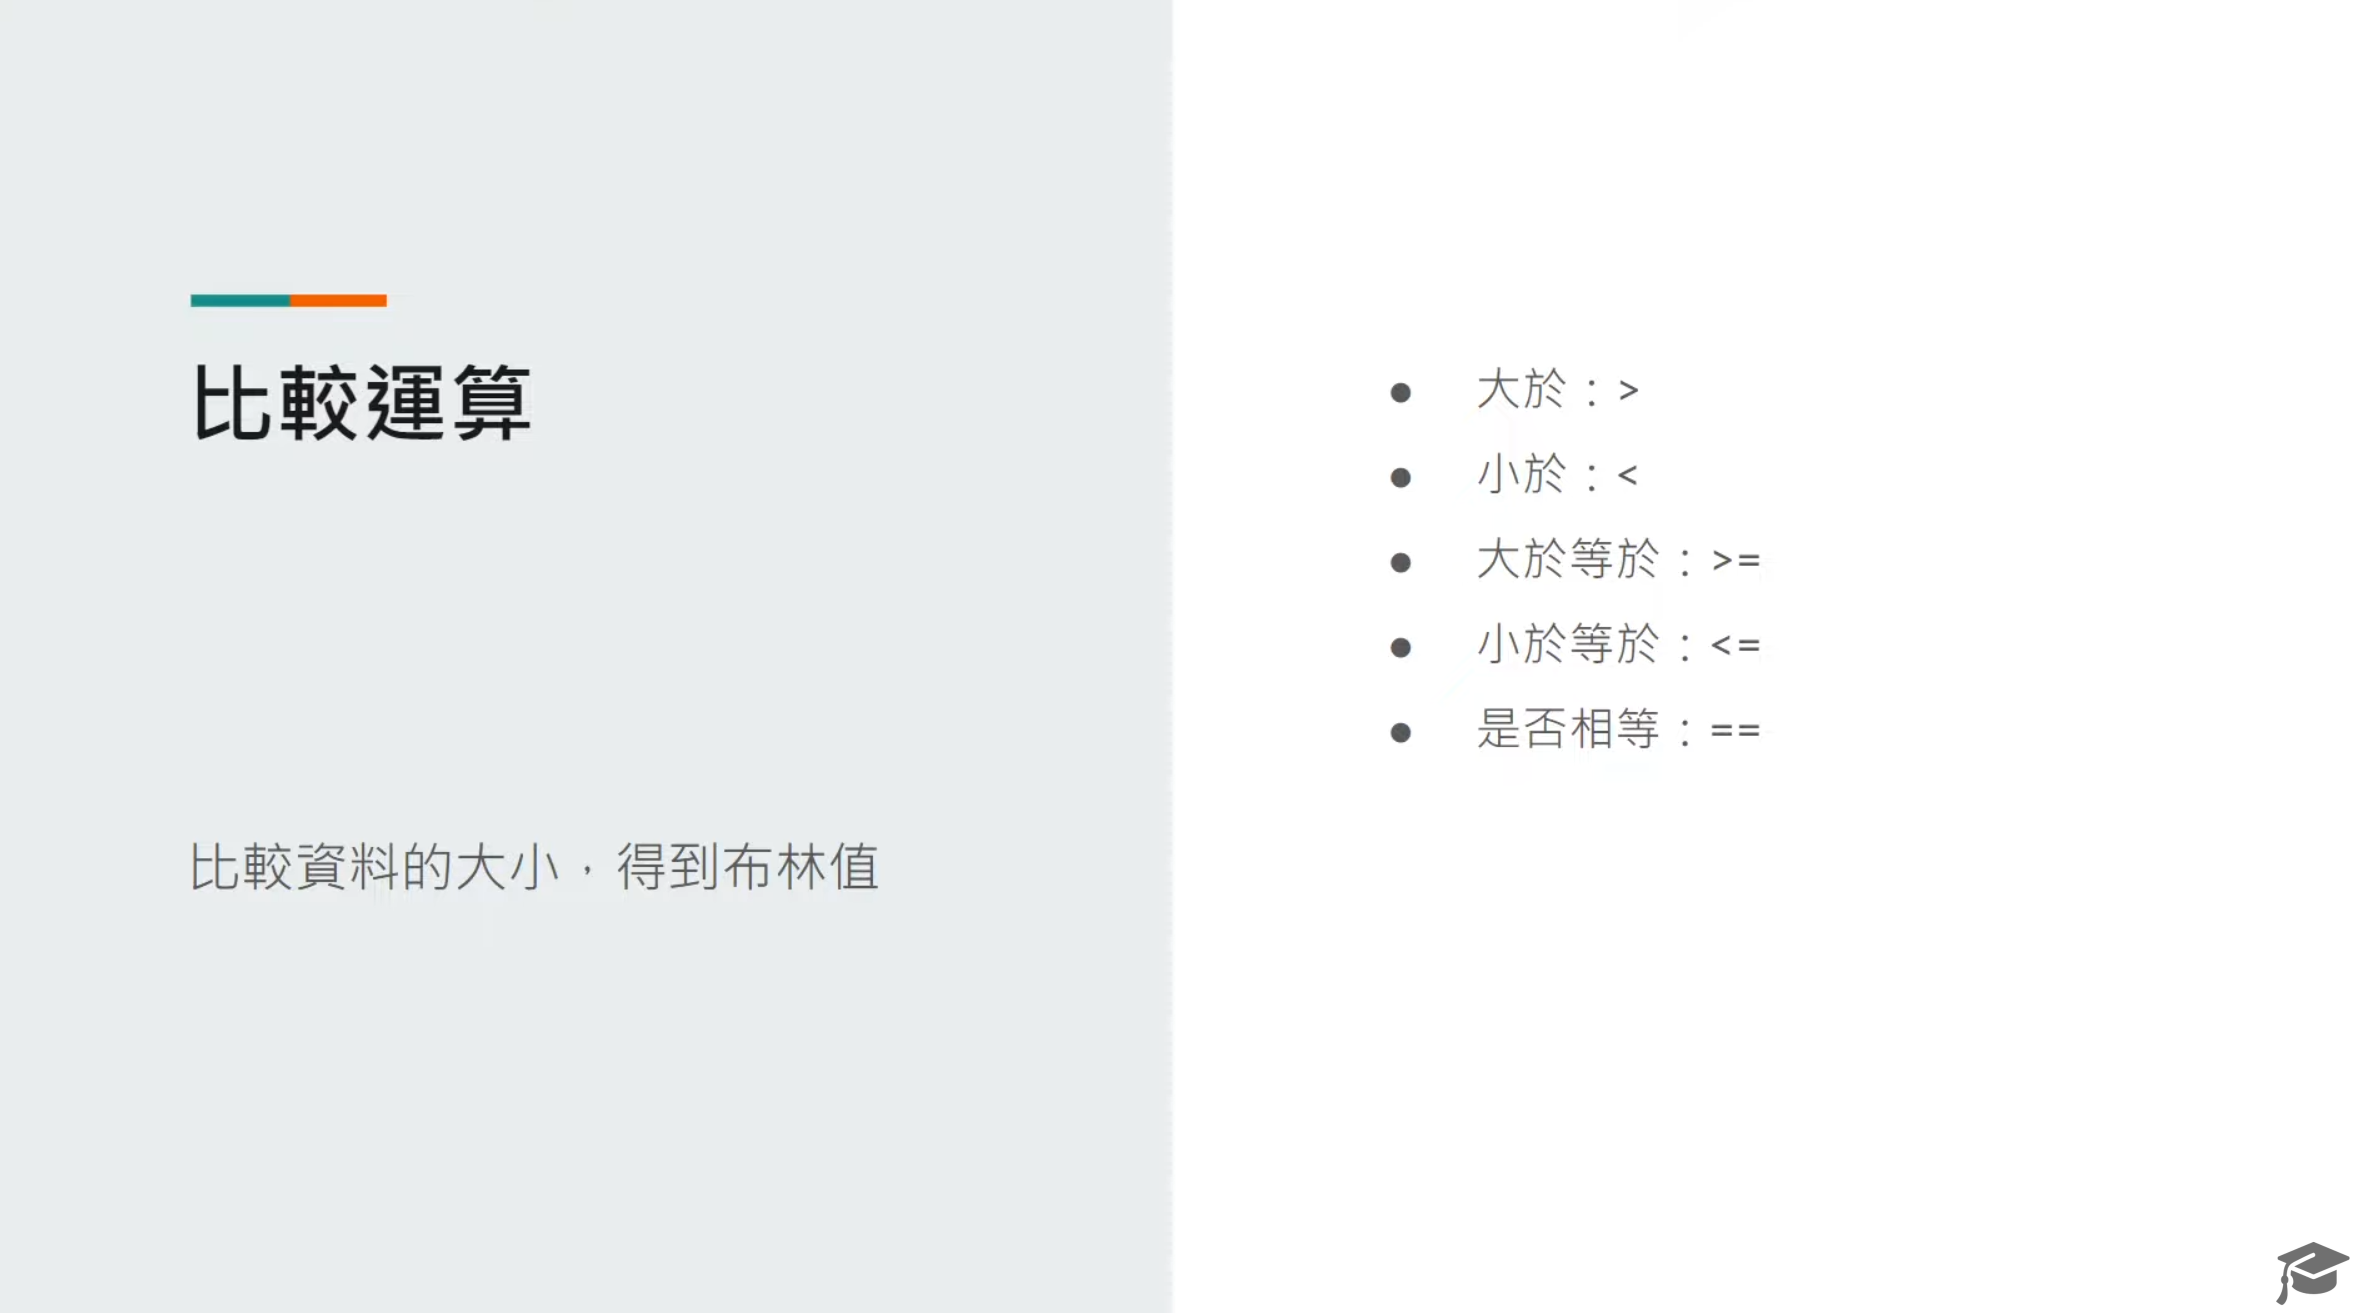 比較運算
比較資料的大小，得到布林值
大於：>
小於：<
大於等於：>=
小於等於：<=
是否相等：==